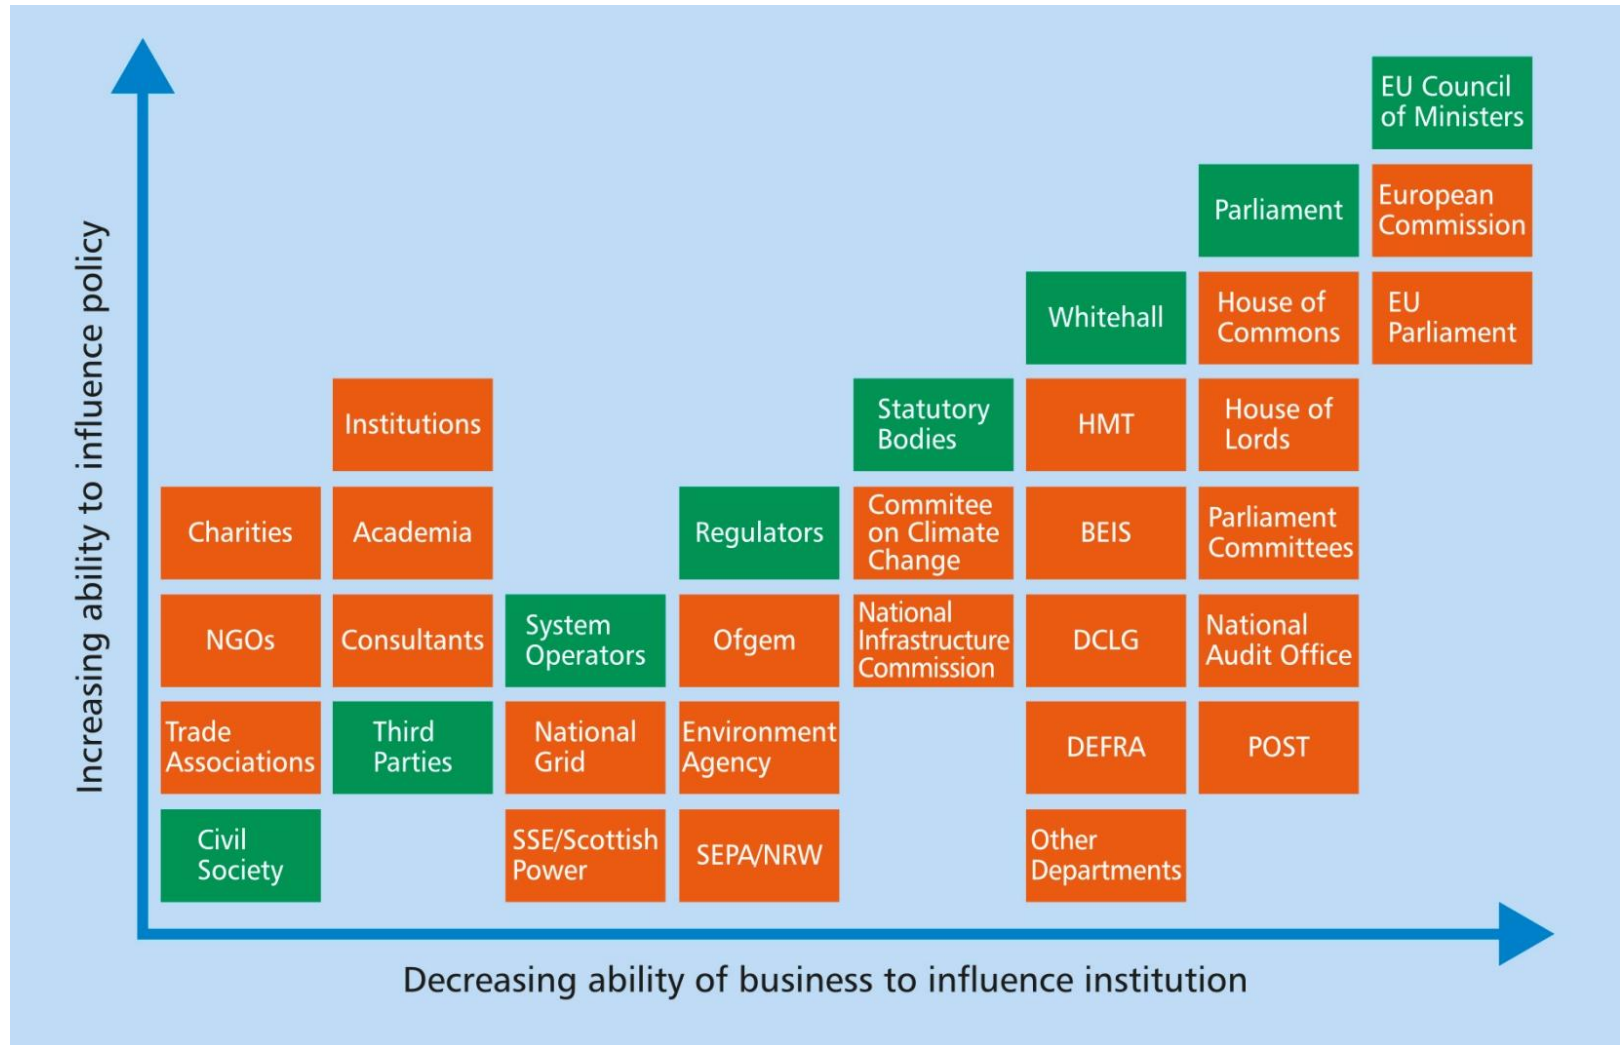 Increasing ability to influence policy
Charities
NGOs
Trade
Associations
Civil
Society
Institutions
Academia
Consultants
Third
Parties
System
Operators
National
Grid
SSE/Scottish
Power
Regulators
Ofgem
Environment
Agency
SEPA/NRW
Statutory
Bodies
Commitee
on Climate
Change
National
Infrastructure
Commission
Whitehall
HMT
BEIS
DCLG
DEFRA
Other
Departments
Parliament
House of
Commons
House of
Lords
Parliament
Committees
National
Audit Office
POST
EU Council
of Ministers
European
Commission
EU
Parliament
Decreasing ability of business to influence institution